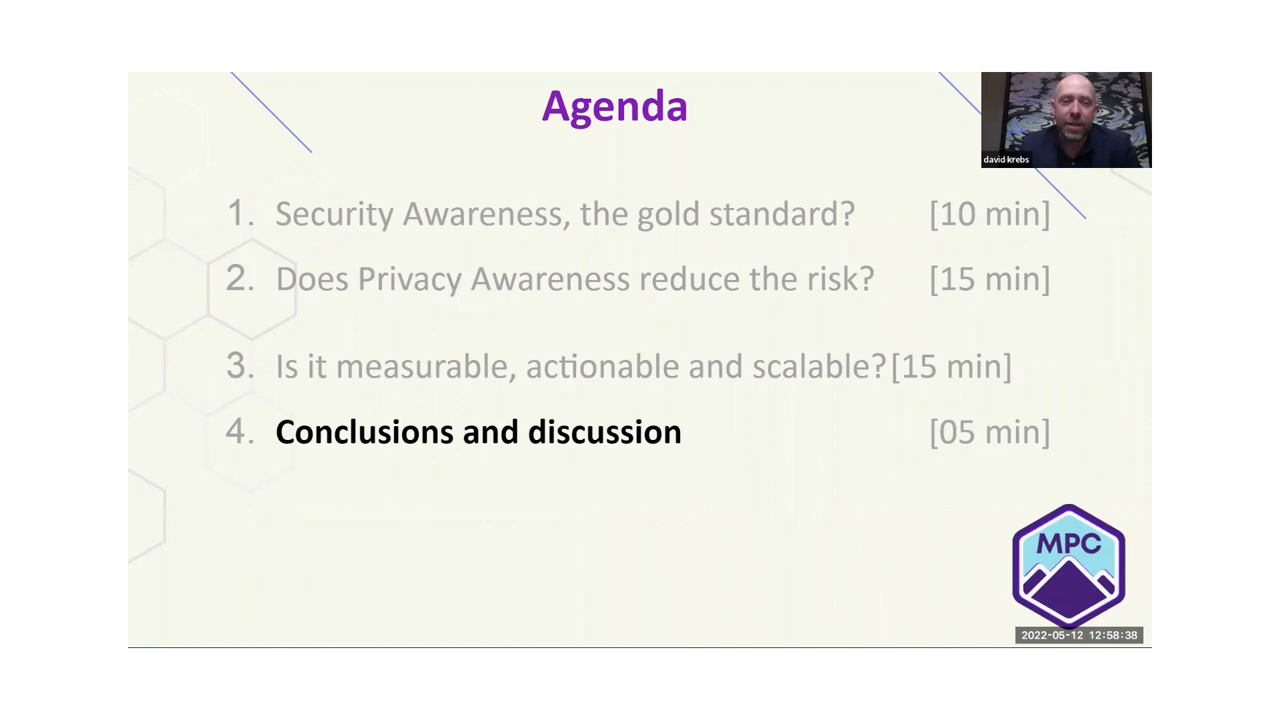 Agenda
david krebs
1. Security Awareness, the gold standard? [10 min]
2. Does Privacy Awareness reduce the risk? [15 min]
3. Is it measurable, actionable and scalable? [15 min]
4. Conclusions and discussion [05 min]
MPC
2022-05-12 12:58:38